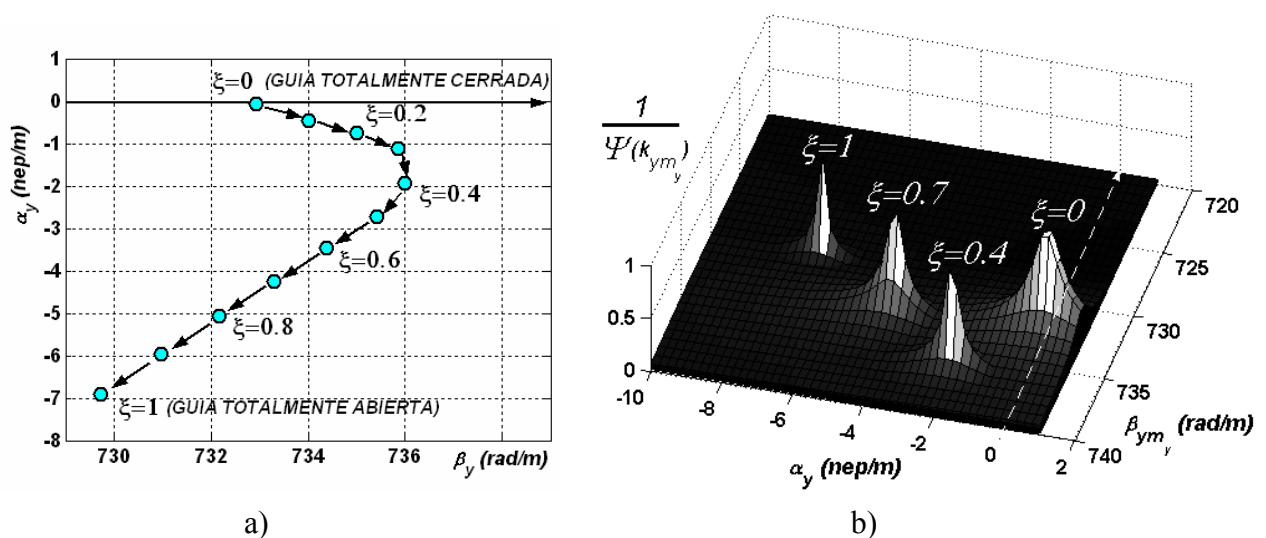 1
0
-1
-2
-3
-4
-5
-6
-7
-8
α_y (nep/m)
ξ=0 (GUIA TOTALMENTE CERRADA)
ξ=0.2
ξ=0.4
ξ=0.6
ξ=0.8
ξ=1 (GUIA TOTALMENTE ABIERTA)
730 732 734 736 β_y (rad/m)
a)
1
Ψ(k_ym_y)
ξ=1
ξ=0.7
ξ=0.4
ξ=0
1
0.5
0
-10 -8 -6 -4 -2 0 2
α_y (nep/m)
720
725
730
735
740
β_ym_y (rad/m)
b)